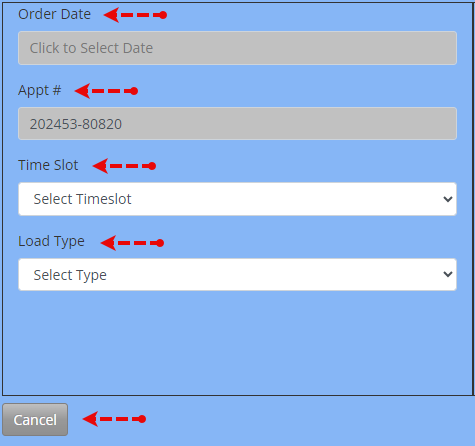 Order Date
Click to Select Date
Appt #
202453-80820
Time Slot
Select Timeslot
Load Type
Select Type
Cancel